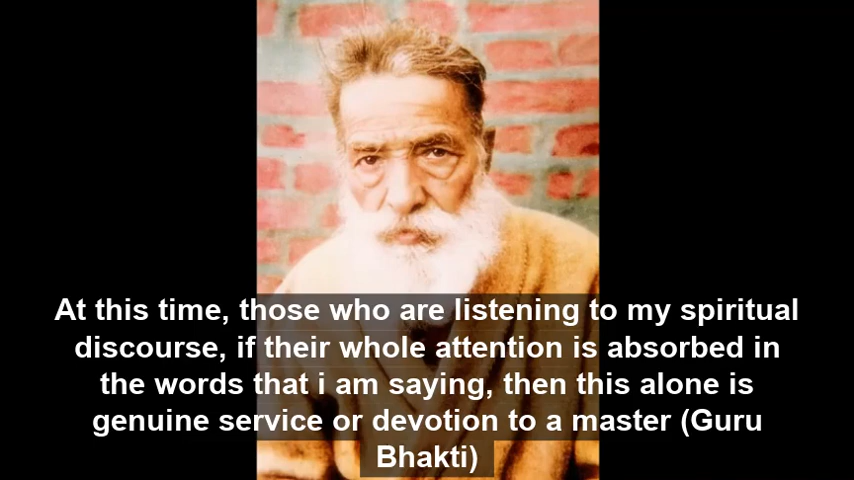 At this time, those who are listening to my spiritual
discourse, if their whole attention is absorbed in
the words that i am saying, then this alone is
genuine service or devotion to a master (Guru
Bhakti)